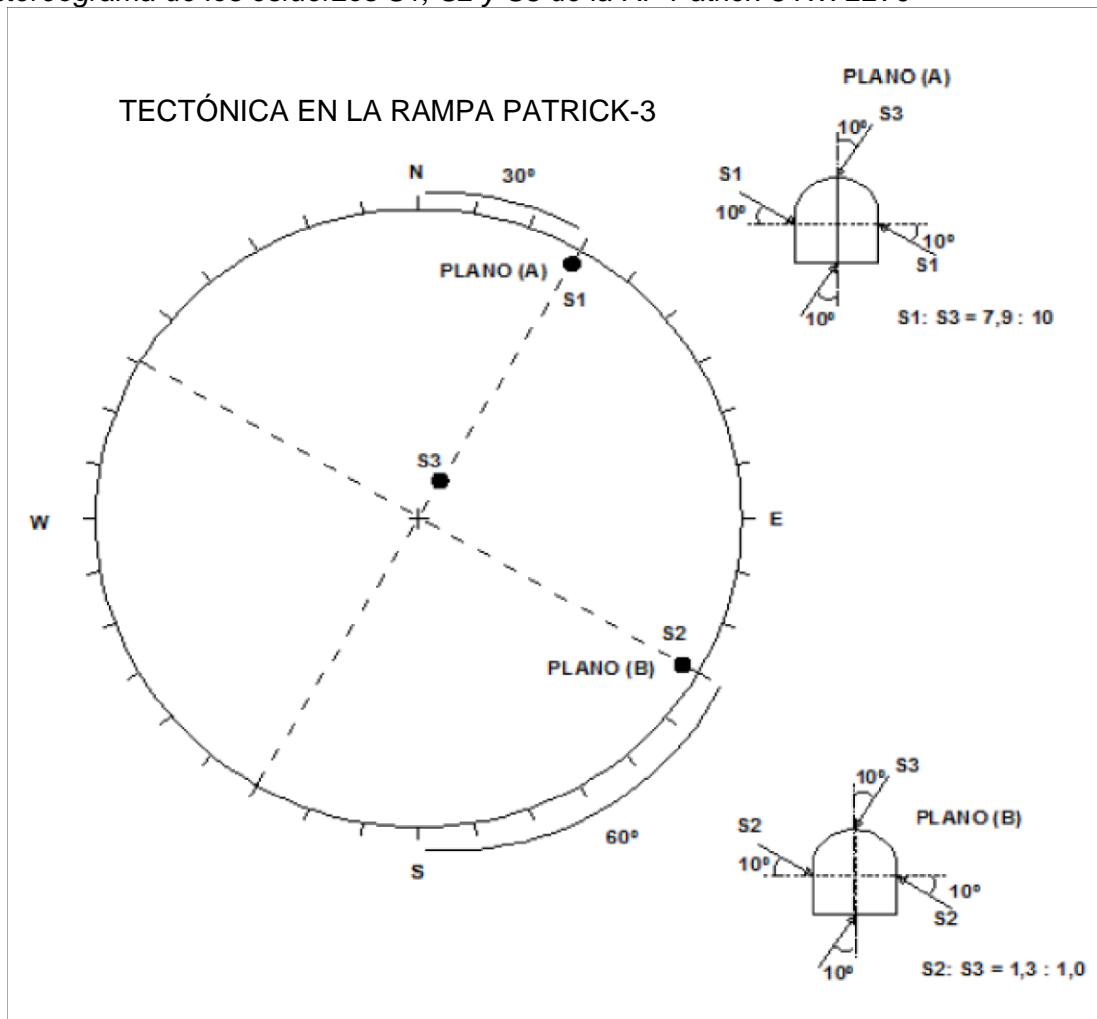 TECTÓNICA EN LA RAMPA PATRICK-3
PLANO (A)
S3
10º
S1
10º
10º
S1
10º
S1: S3 = 7,9 : 10
N
30º
PLANO (A)
S1
S3
W
E
S2
PLANO (B)
60º
S
S3
10º
PLANO (B)
S2
10º
10º
S2
10º
S2: S3 = 1,3 : 1,0